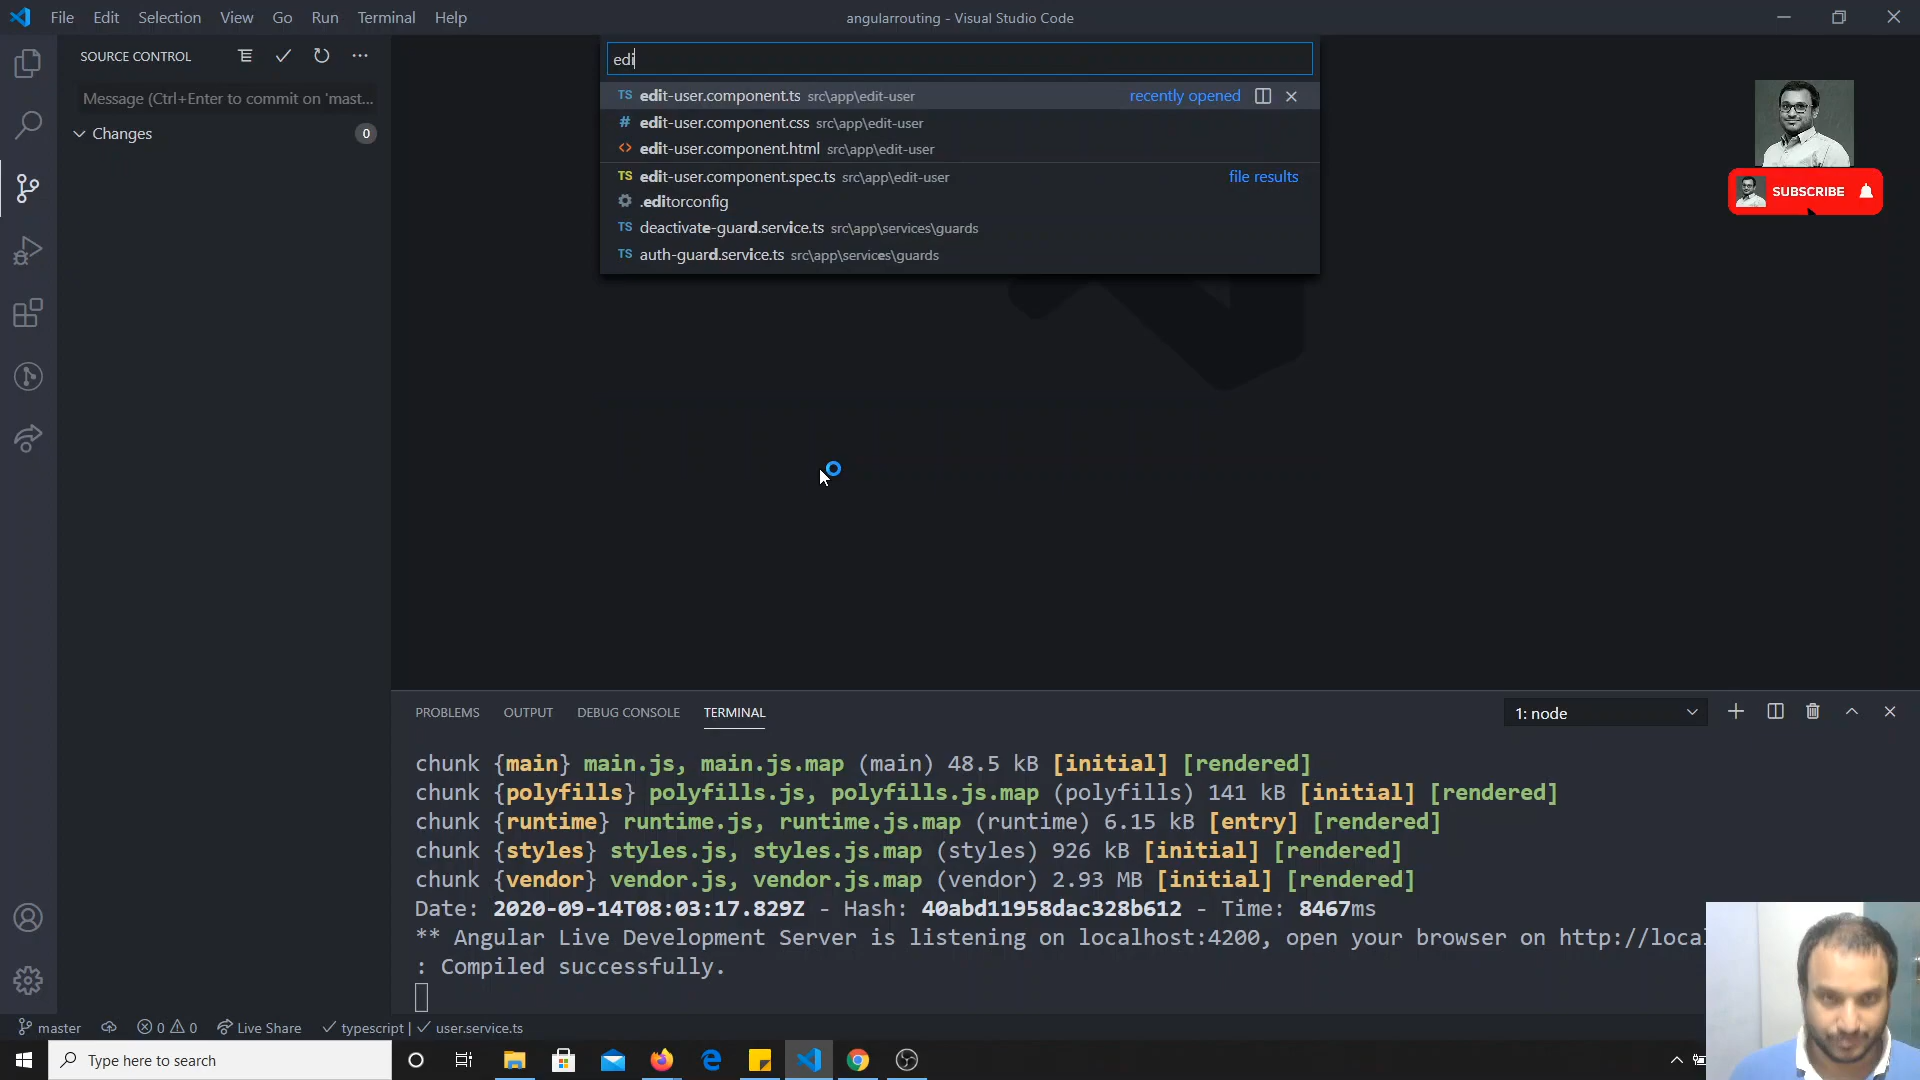 File Edit Selection View Go Run Terminal Help
angularrouting - Visual Studio Code
SOURCE CONTROL
Message (Ctrl+Enter to commit on 'mast...
Changes 0
edi
TS edit-user.component.ts src\app\edit-user recently opened
# edit-user.component.css src\app\edit-user
<> edit-user.component.html src\app\edit-user
TS edit-user.component.spec.ts src\app\edit-user file results
.editorconfig
TS deactivate-guard.service.ts src\app\services\guards
TS auth-guard.service.ts src\app\services\guards
SUBSCRIBE
PROBLEMS OUTPUT DEBUG CONSOLE TERMINAL 1: node
chunk {main} main.js, main.js.map (main) 48.5 kB [initial] [rendered]
chunk {polyfills} polyfills.js, polyfills.js.map (polyfills) 141 kB [initial] [rendered]
chunk {runtime} runtime.js, runtime.js.map (runtime) 6.15 kB [entry] [rendered]
chunk {styles} styles.js, styles.js.map (styles) 926 kB [initial] [rendered]
chunk {vendor} vendor.js, vendor.js.map (vendor) 2.93 MB [initial] [rendered]
Date: 2020-09-14T08:03:17.829Z - Hash: 40abd11958dac328b612 - Time: 8467ms
** Angular Live Development Server is listening on localhost:4200, open your browser on http://local
: Compiled successfully.
master 0 0 Live Share typescript | user.service.ts
Type here to search